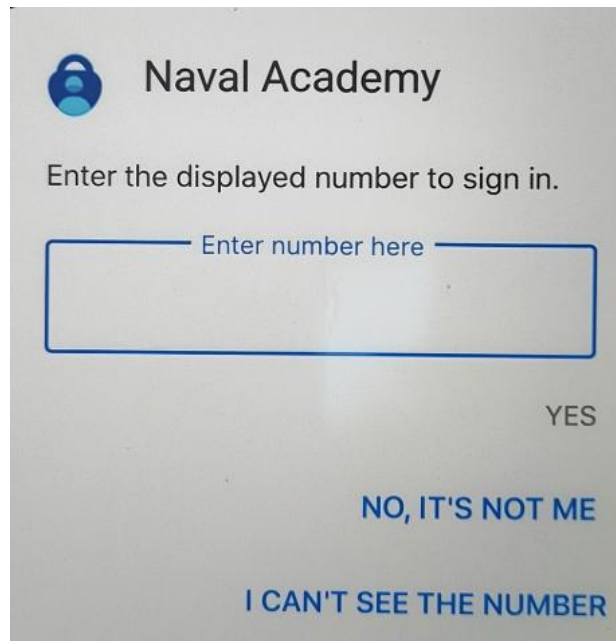 Naval Academy
Enter the displayed number to sign in.
Enter number here
YES
NO, IT'S NOT ME
I CAN'T SEE THE NUMBER